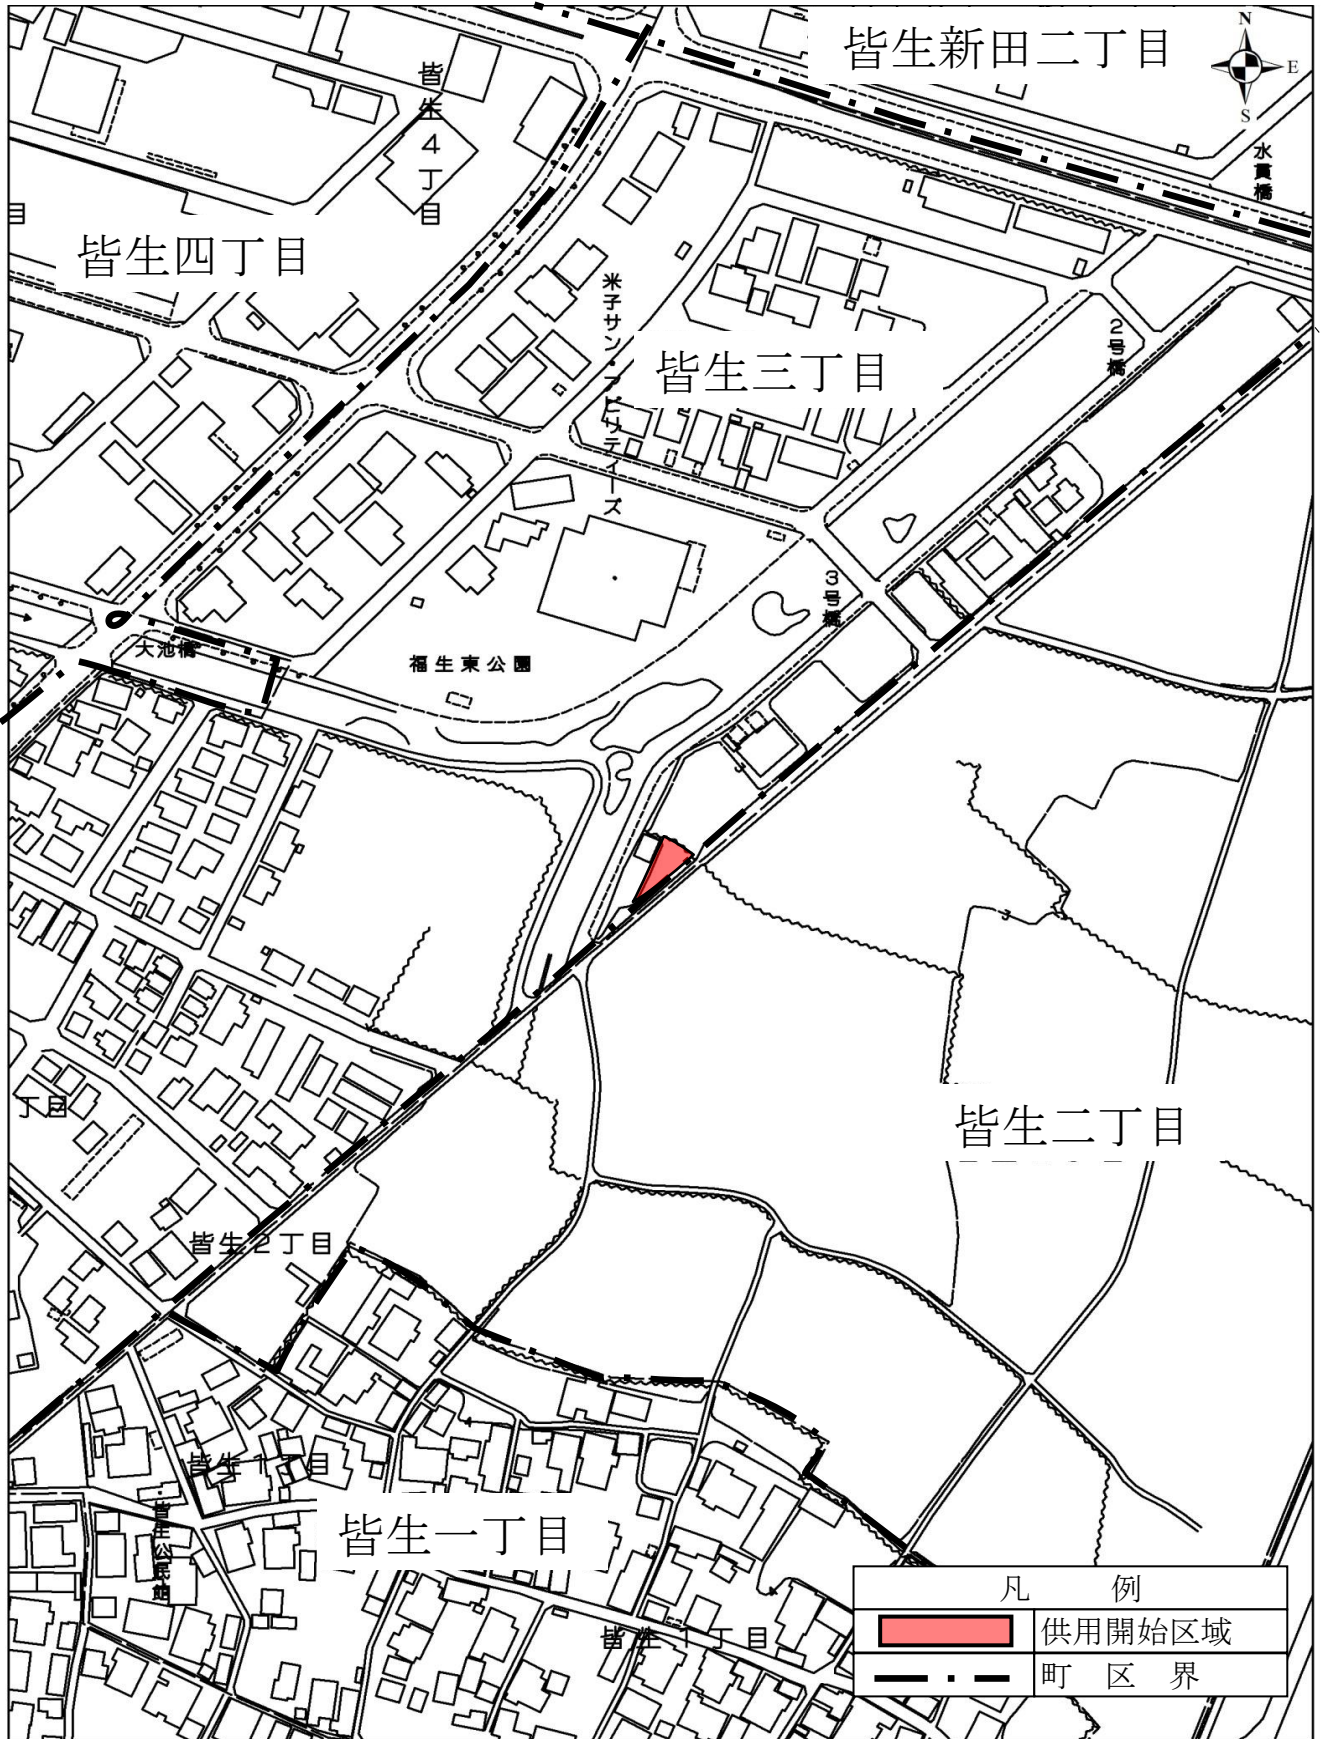 皆生新田二丁目
N
E
S
水貫橋
皆生4丁目
目
皆生四丁目
米子サン・アビリティーズ
皆生三丁目
2号橋
3号橋
大池橋
福生東公園
丁目
皆生二丁目
皆生2丁目
皆生1丁目
皆生公民館
皆生一丁目
皆生1丁目
凡 例
供用開始区域
町 区 界